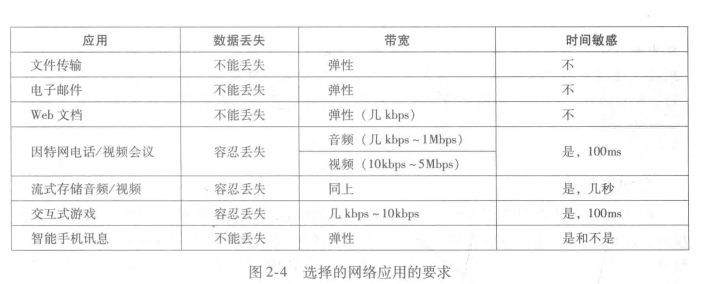 应用 数据丢失 带宽 时间敏感
文件传输 不能丢失 弹性 不
电子邮件 不能丢失 弹性 不
Web 文档 不能丢失 弹性（几 kbps） 不
因特网电话/视频会议 容忍丢失 音频（几 kbps ~ 1Mbps） 是，100ms
视频（10kbps ~ 5Mbps）
流式存储音频/视频 容忍丢失 同上 是，几秒
交互式游戏 容忍丢失 几 kbps ~ 10kbps 是，100ms
智能手机讯息 不能丢失 弹性 是和不是
图 2-4 选择的网络应用的要求